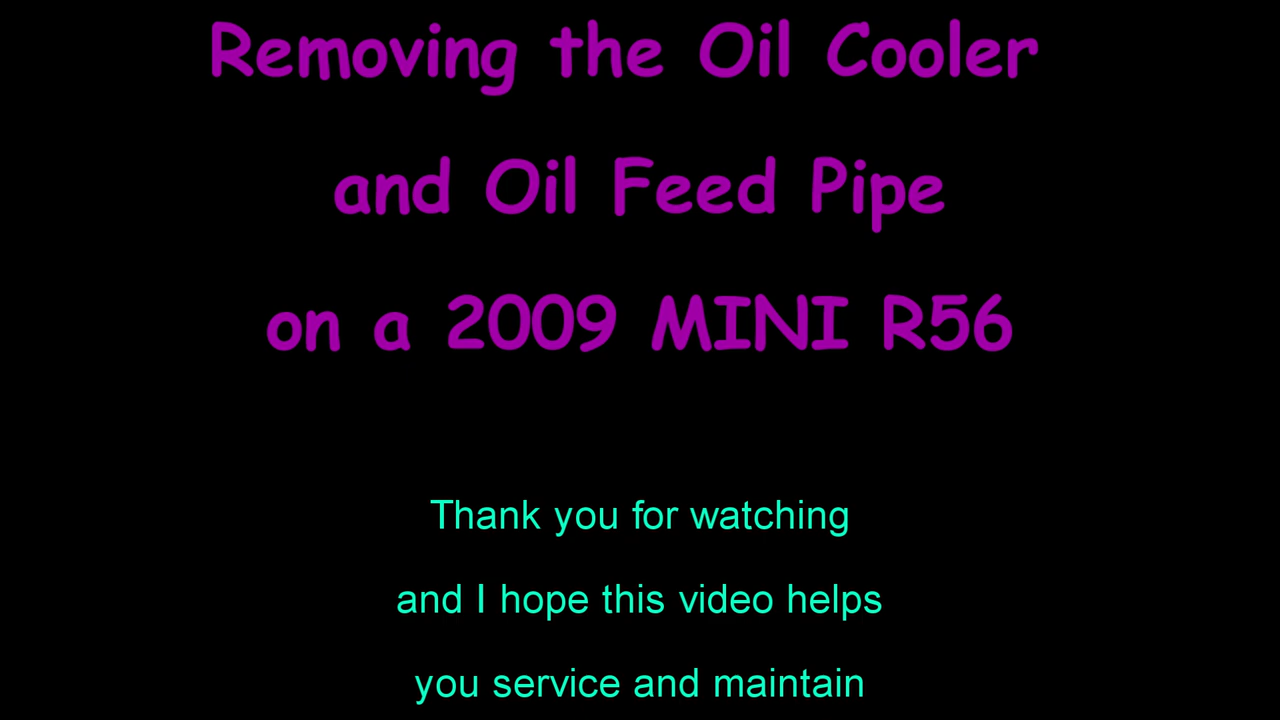 Removing the Oil Cooler
and Oil Feed Pipe
on a 2009 MINI R56
Thank you for watching
and I hope this video helps
you service and maintain